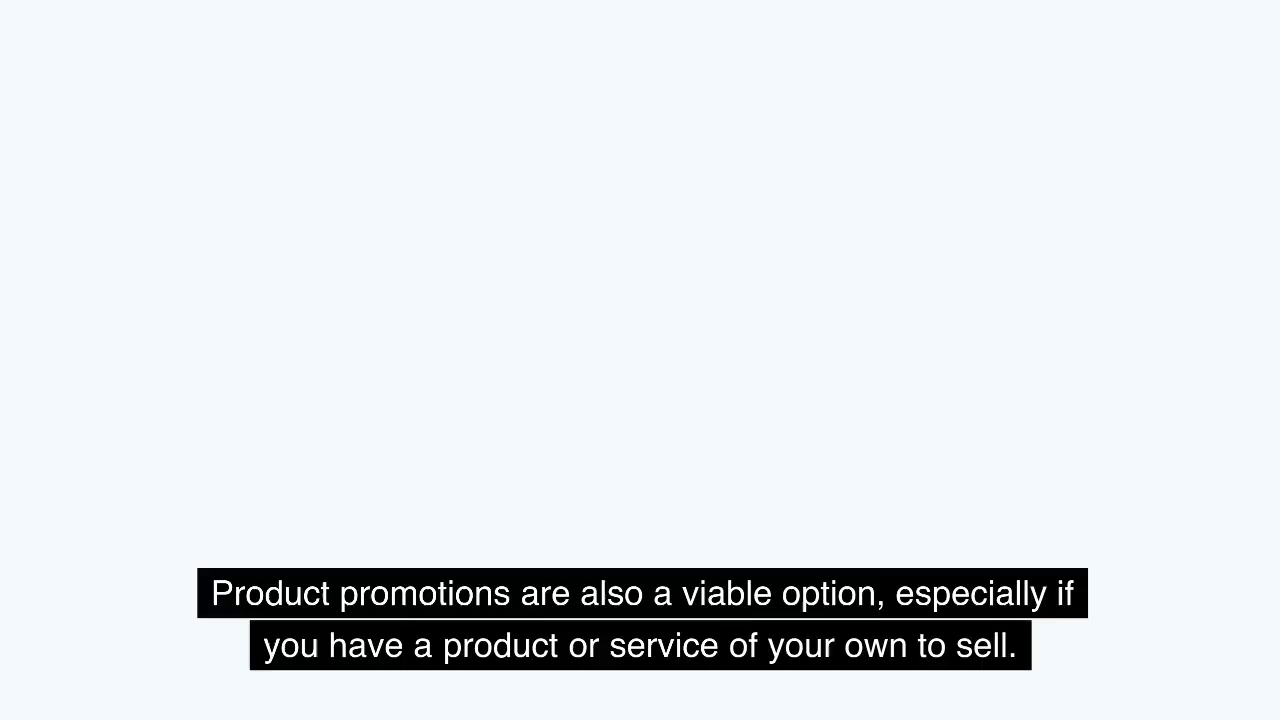 Product promotions are also a viable option, especially if
you have a product or service of your own to sell.